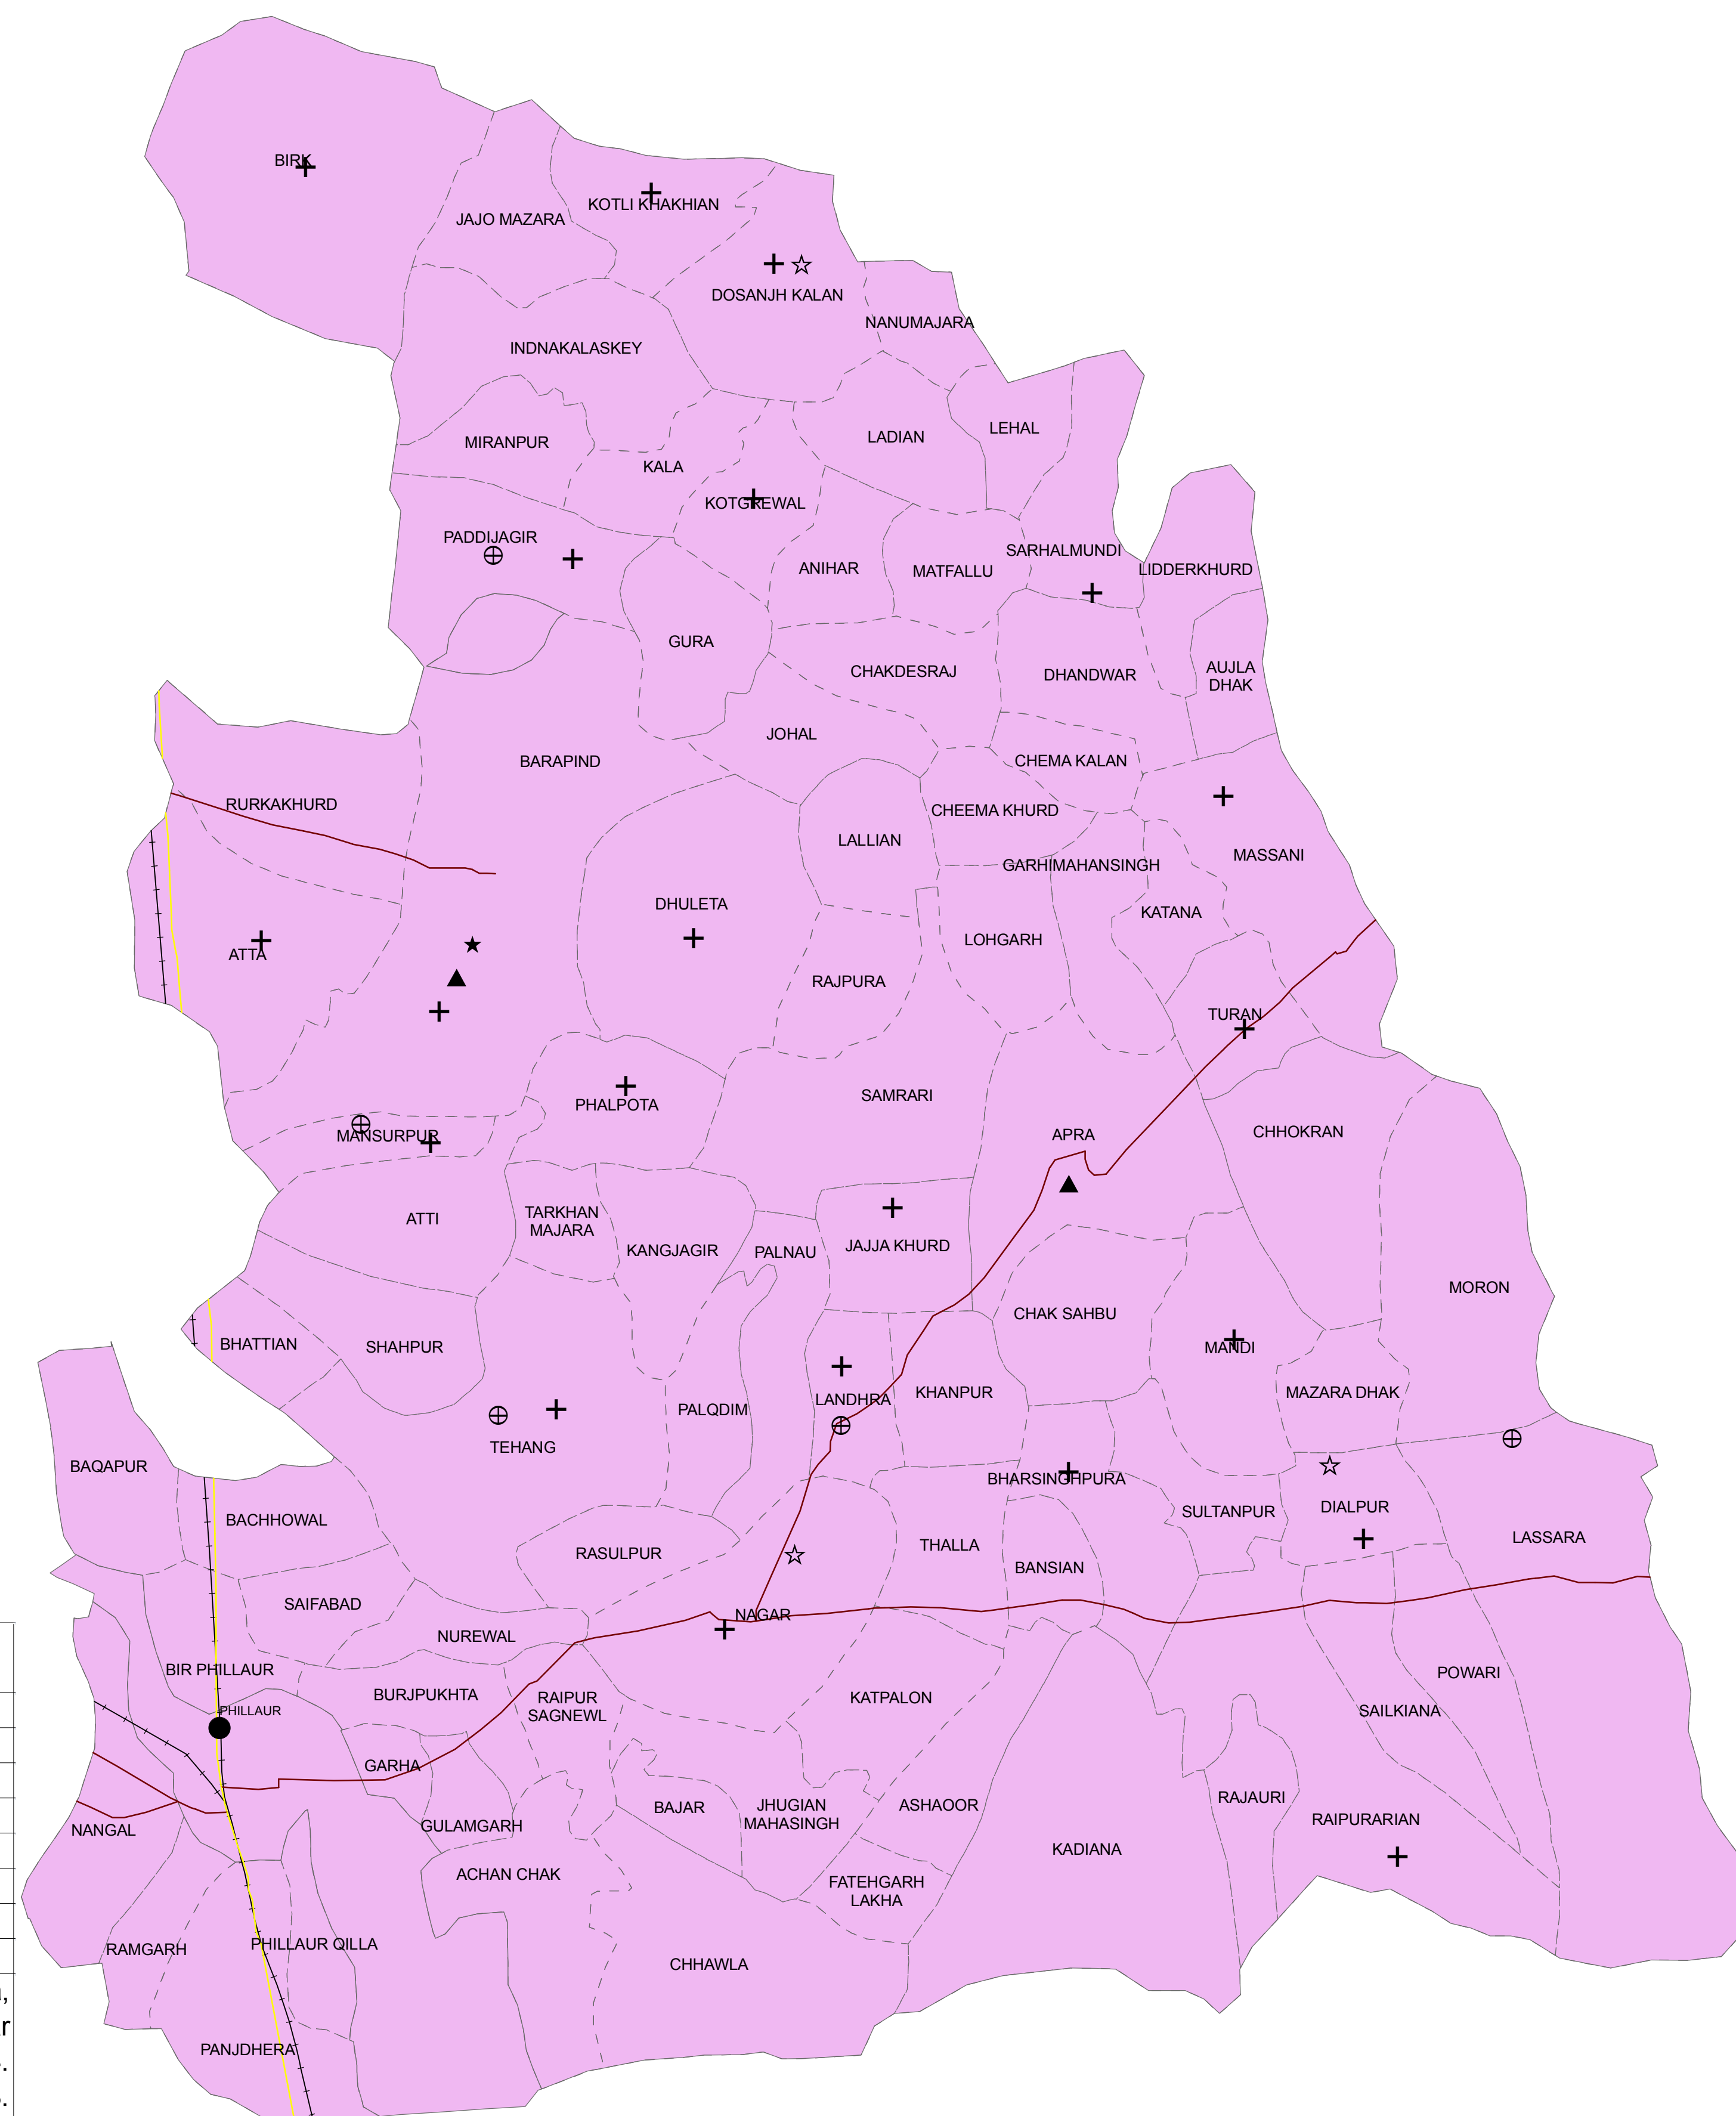 BIRK
JAJO MAZARA
KOTLI KHAKHIAN
DOSANJH KALAN
NANUMAJARA
INDNAKALASKEY
MIRANPUR
KALA
LADIAN
LEHAL
KOTGREWAL
PADDIJAGIR
ANIHAR
MATFALLU
SARHALMUNDI
LIDDERKHURD
GURA
CHAKDESRAJ
DHANDWAR
AUJLA
DHAK
JOHAL
BARAPIND
CHEMA KALAN
RURKAKHURD
CHEEMA KHURD
LALLIAN
GARHIMAHANSINGH
MASSANI
DHULETA
KATANA
LOHGARH
ATTA
RAJPURA
TURAN
SAMRARI
PHALPOTA
MANSURPUR
APRA
CHHOKRAN
ATTI
TARKHAN
MAJARA
KANGJAGIR
PALNAU
JAJJA KHURD
MORON
CHAK SAHBU
BHATTIAN
SHAHPUR
MANDI
LANDHRA
KHANPUR
MAZARA DHAK
PALQDIM
TEHANG
BAQAPUR
BHARSINGHPURA
SULTANPUR
DIALPUR
BACHHOWAL
LASSARA
RASULPUR
THALLA
BANSIAN
SAIFABAD
NAGAR
NUREWAL
BIR PHILLAUR
POWARI
BURJPUKHTA
RAIPUR
SAGNEWL
KATPALON
SAILKIANA
PHILLAUR
GARHA
BAJAR
JHUGIAN
MAHASINGH
ASHAOOR
RAJAURI
NANGAL
GULAMGARH
RAIPURARIAN
KADIANA
ACHAN CHAK
FATEHGARH
LAKHA
RAMGARH
PHILLAUR QILLA
CHHAWLA
PANJDHERA